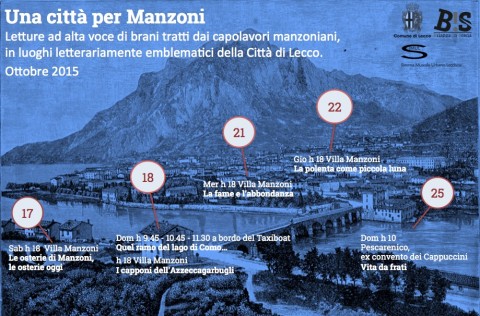 Una città per Manzoni
Letture ad alta voce di brani tratti dai capolavori manzoniani,
in luoghi letterariamente emblematici della Città di Lecco.
Ottobre 2015
Comune di Lecco
22
Gio h 18 Villa Manzoni
La polenta come piccola luna
21
Mer h 18 Villa Manzoni
La fame e l'abbondanza
18
Dom h 9.45 - 10.45 - 11.30 a bordo del Taxiboat
Quel ramo del lago di Como...
h 18 Villa Manzoni
I capponi dell'Azzeccagarbugli
17
Sab h 18 Villa Manzoni
Le osterie di Manzoni,
le osterie oggi
25
Dom h 10
Pescarenico,
ex convento dei Cappuccini
Vita da frati